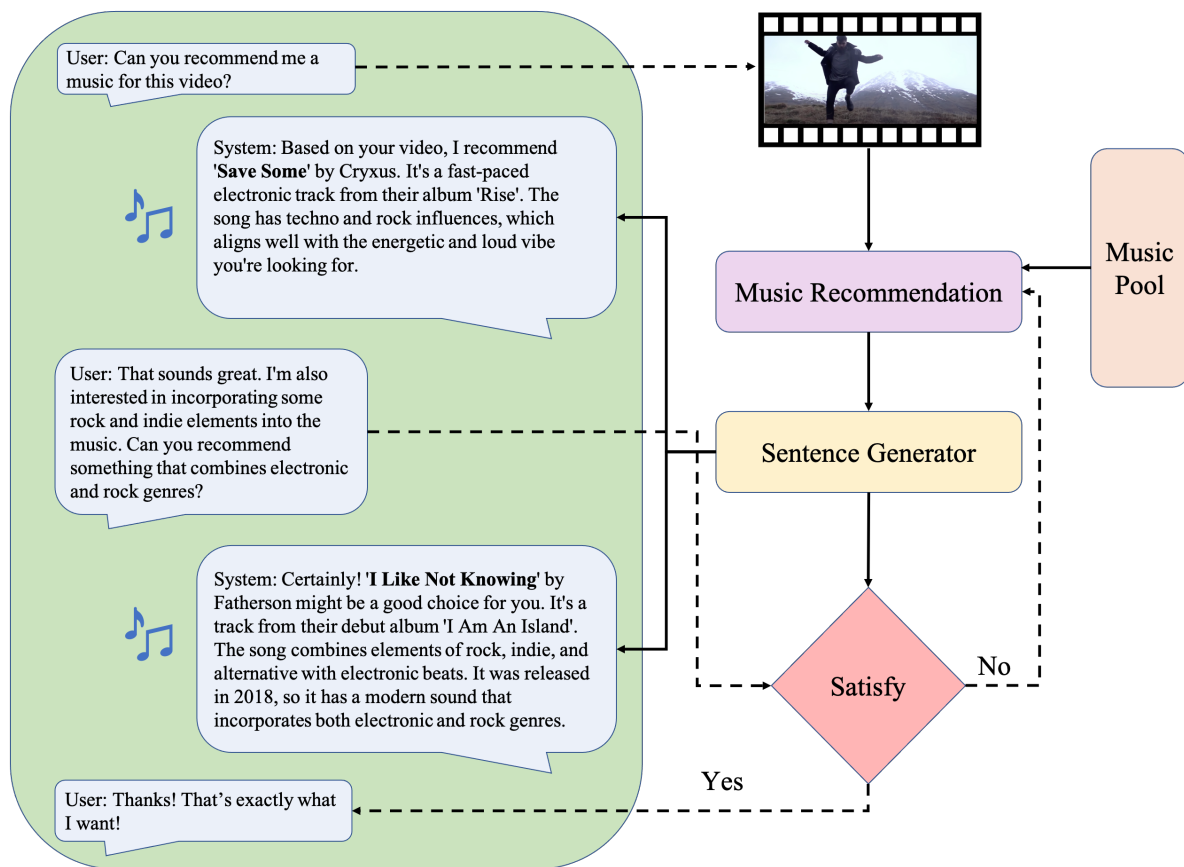 User: Can you recommend me a
music for this video?
System: Based on your video, I recommend
'Save Some' by Cryxus. It's a fast-paced
electronic track from their album 'Rise'. The
song has techno and rock influences, which
aligns well with the energetic and loud vibe
you're looking for.
User: That sounds great. I'm also
interested in incorporating some
rock and indie elements into the
music. Can you recommend
something that combines electronic
and rock genres?
System: Certainly! 'I Like Not Knowing' by
Fatherson might be a good choice for you. It's a
track from their debut album 'I Am An Island'.
The song combines elements of rock, indie, and
alternative with electronic beats. It was released
in 2018, so it has a modern sound that
incorporates both electronic and rock genres.
User: Thanks! That’s exactly what
I want!
Music
Pool
Music Recommendation
Sentence Generator
Satisfy
No
Yes